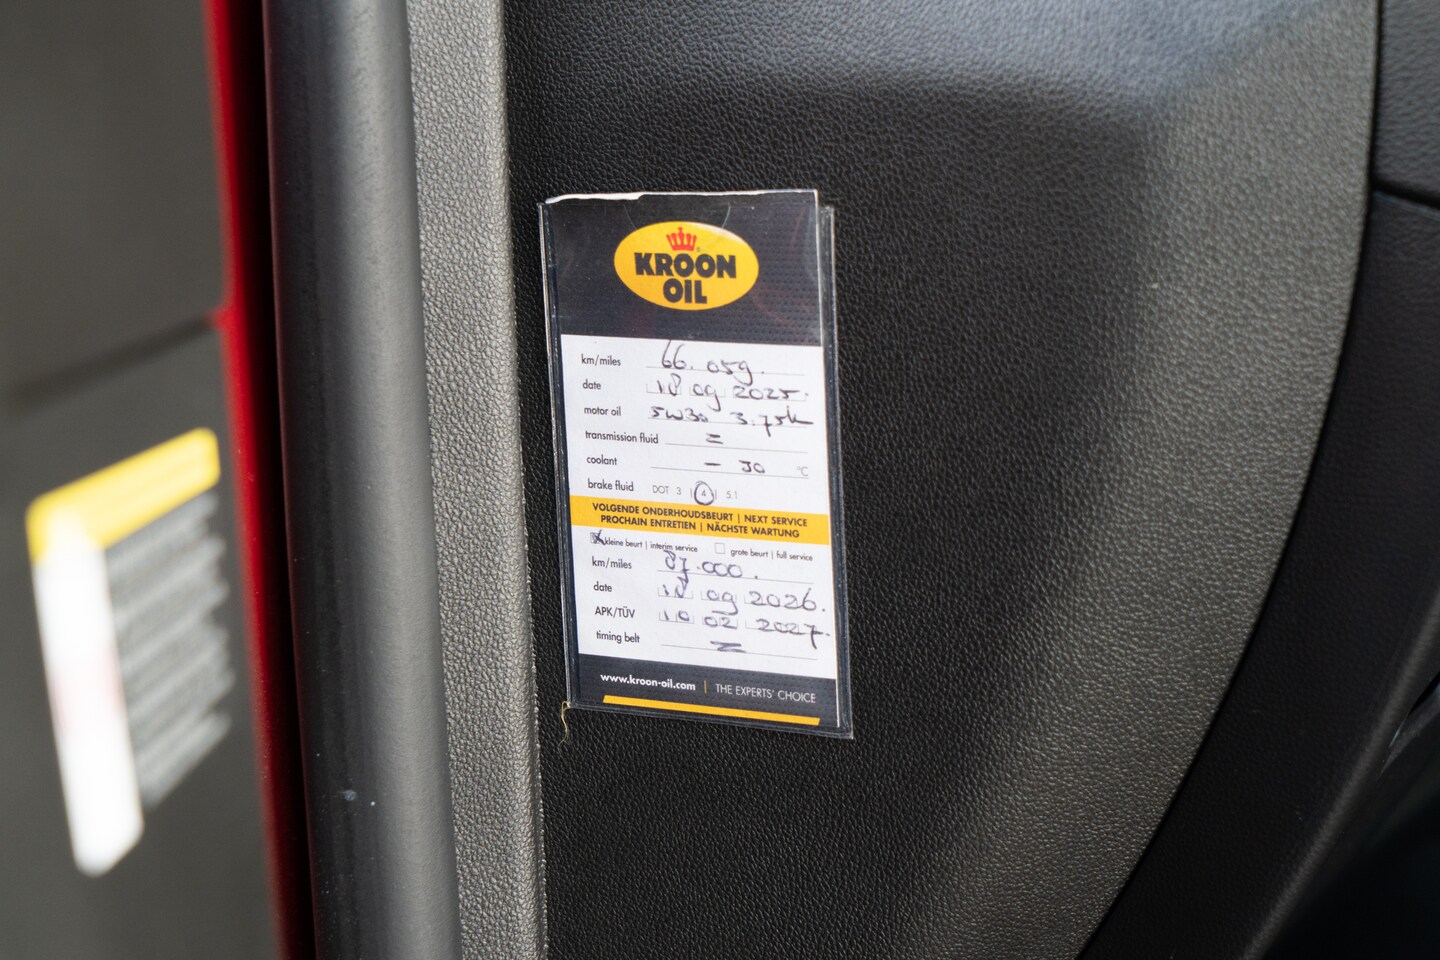 KROON
OIL
km/miles 66.059.
date 18 09 2025.
motor oil 5W30 3.75L
transmission fluid =
coolant - 30 °C
brake fluid DOT 3 | 4 | 5.1
VOLGENDE ONDERHOUDSBEURT | NEXT SERVICE
PROCHAIN ENTRETIEN | NÄCHSTE WARTUNG
kleine beurt | interim service grote beurt | full service
km/miles 87.000.
date 18 09 2026.
APK/TÜV 10 02 2027.
timing belt =
www.kroon-oil.com | THE EXPERTS' CHOICE